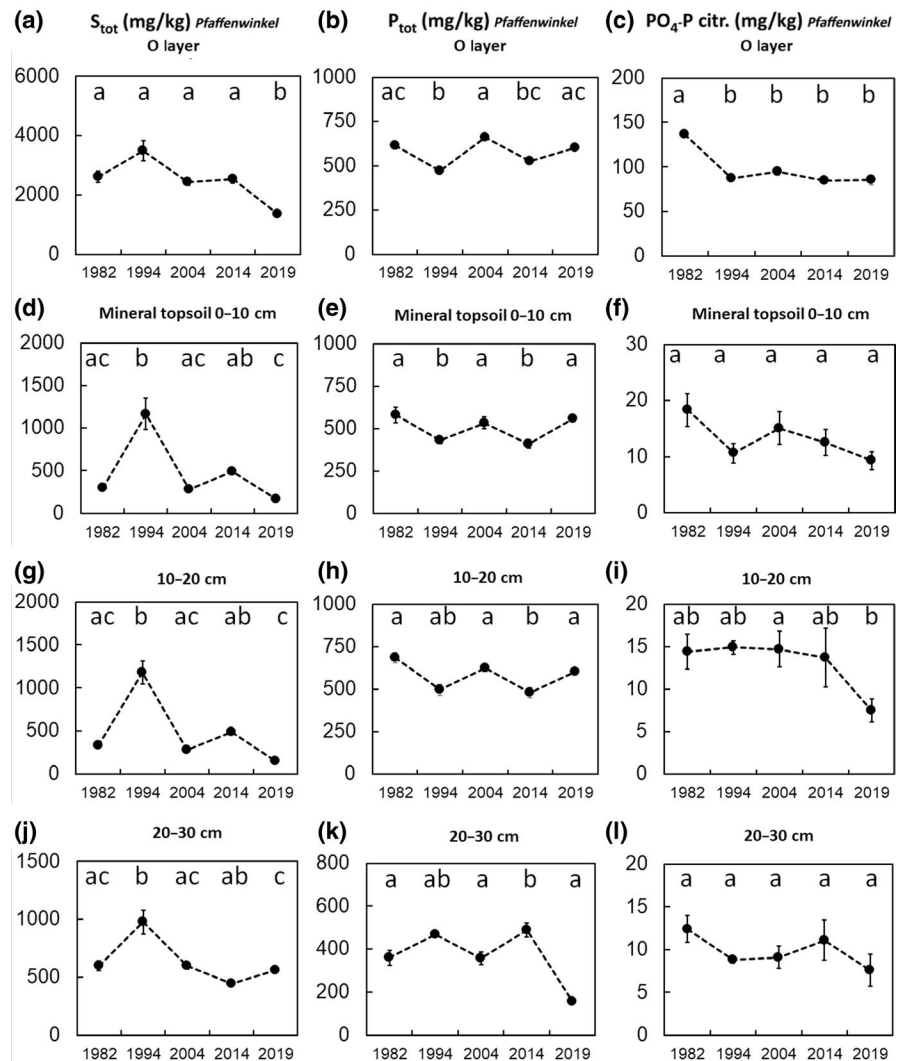 (a) S_tot (mg/kg) Pfaffenwinkel
O layer
6000
4000
2000
0
a a a a b
1982 1994 2004 2014 2019
(b) P_tot (mg/kg) Pfaffenwinkel
O layer
1000
750
500
250
0
ac b a bc ac
1982 1994 2004 2014 2019
(c) PO₄-P citr. (mg/kg) Pfaffenwinkel
O layer
200
150
100
50
0
a b b b b
1982 1994 2004 2014 2019
(d) Mineral topsoil 0–10 cm
2000
1500
1000
500
0
ac b ac ab c
1982 1994 2004 2014 2019
(e) Mineral topsoil 0–10 cm
1000
750
500
250
0
a b a b a
1982 1994 2004 2014 2019
(f) Mineral topsoil 0–10 cm
30
20
10
0
a a a a a
1982 1994 2004 2014 2019
(g) 10–20 cm
2000
1500
1000
500
0
ac b ac ab c
1982 1994 2004 2014 2019
(h) 10–20 cm
1000
750
500
250
0
a ab a b a
1982 1994 2004 2014 2019
(i) 10–20 cm
20
15
10
5
0
ab ab a ab b
1982 1994 2004 2014 2019
(j) 20–30 cm
1500
1000
500
0
ac b ac ab c
1982 1994 2004 2014 2019
(k) 20–30 cm
800
600
400
200
0
a ab a b a
1982 1994 2004 2014 2019
(l) 20–30 cm
20
15
10
5
0
a a a a a
1982 1994 2004 2014 2019